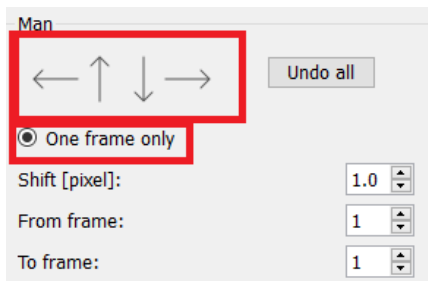 Man
Undo all
One frame only
Shift [pixel]: 1.0
From frame: 1
To frame: 1